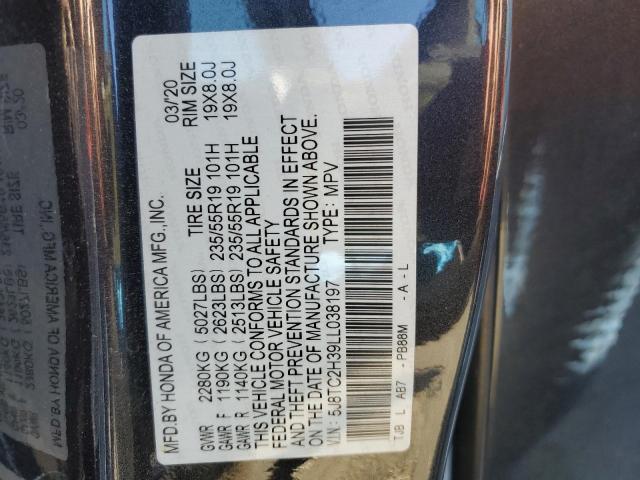 MFD.BY HONDA OF AMERICA MFG.,INC. 03/20
TIRE SIZE RIM SIZE
GVWR 2280KG (5027LBS)
GAWR F 1190KG (2623LBS) 235/55R19 101H 19X8.0J
GAWR R 1140KG (2513LBS) 235/55R19 101H 19X8.0J
THIS VEHICLE CONFORMS TO ALL APPLICABLE
FEDERAL MOTOR VEHICLE SAFETY
AND THEFT PREVENTION STANDARDS IN EFFECT
ON THE DATE OF MANUFACTURE SHOWN ABOVE.
V.I.N: 5J8TC2H39LL038197 TYPE: MPV
TJB L AB7 -PB88M -A-L